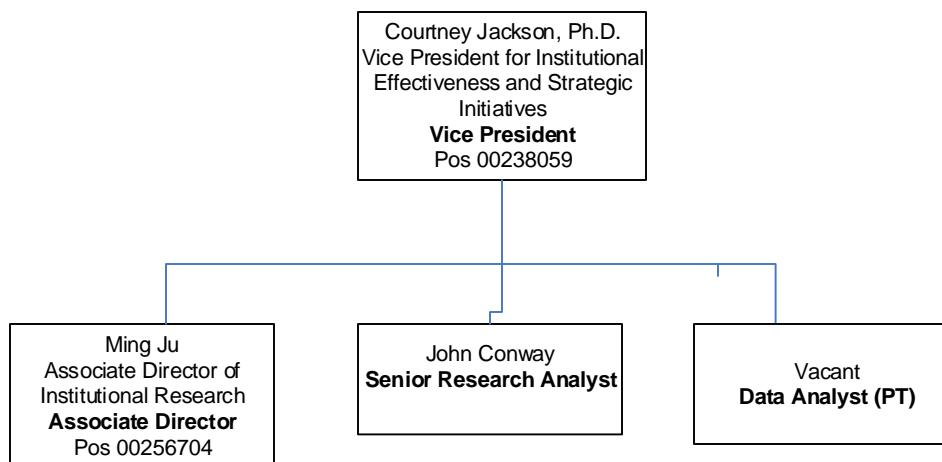 Courtney Jackson, Ph.D.
Vice President for Institutional
Effectiveness and Strategic
Initiatives
Vice President
Pos 00238059
Ming Ju
Associate Director of
Institutional Research
Associate Director
Pos 00256704
John Conway
Senior Research Analyst
Vacant
Data Analyst (PT)